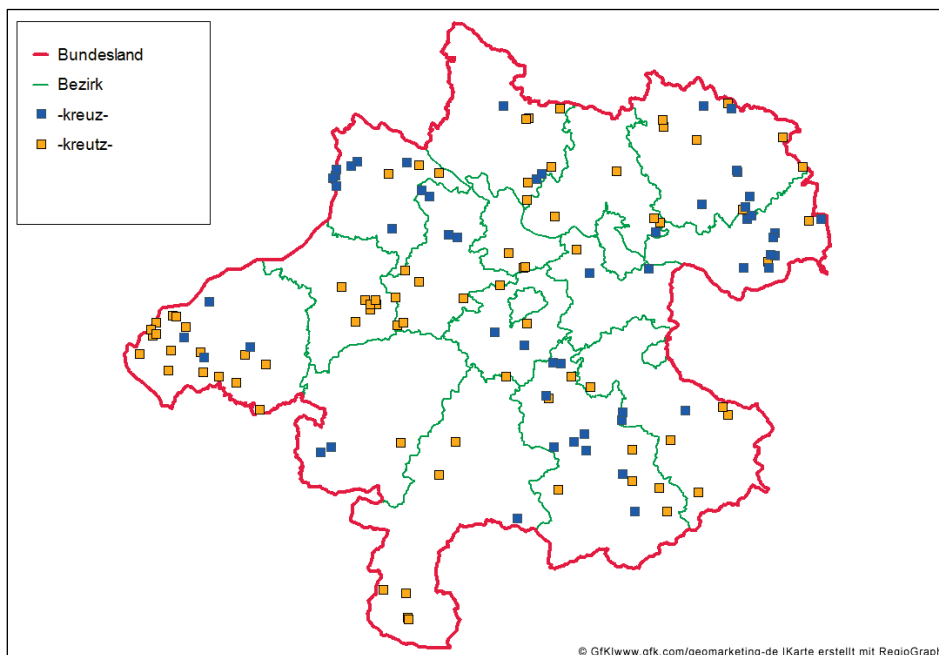 Bundesland
Bezirk
-kreuz-
-kreutz-
© GfK|www.gfk.com/geomarketing-de |Karte erstellt mit RegioGraph